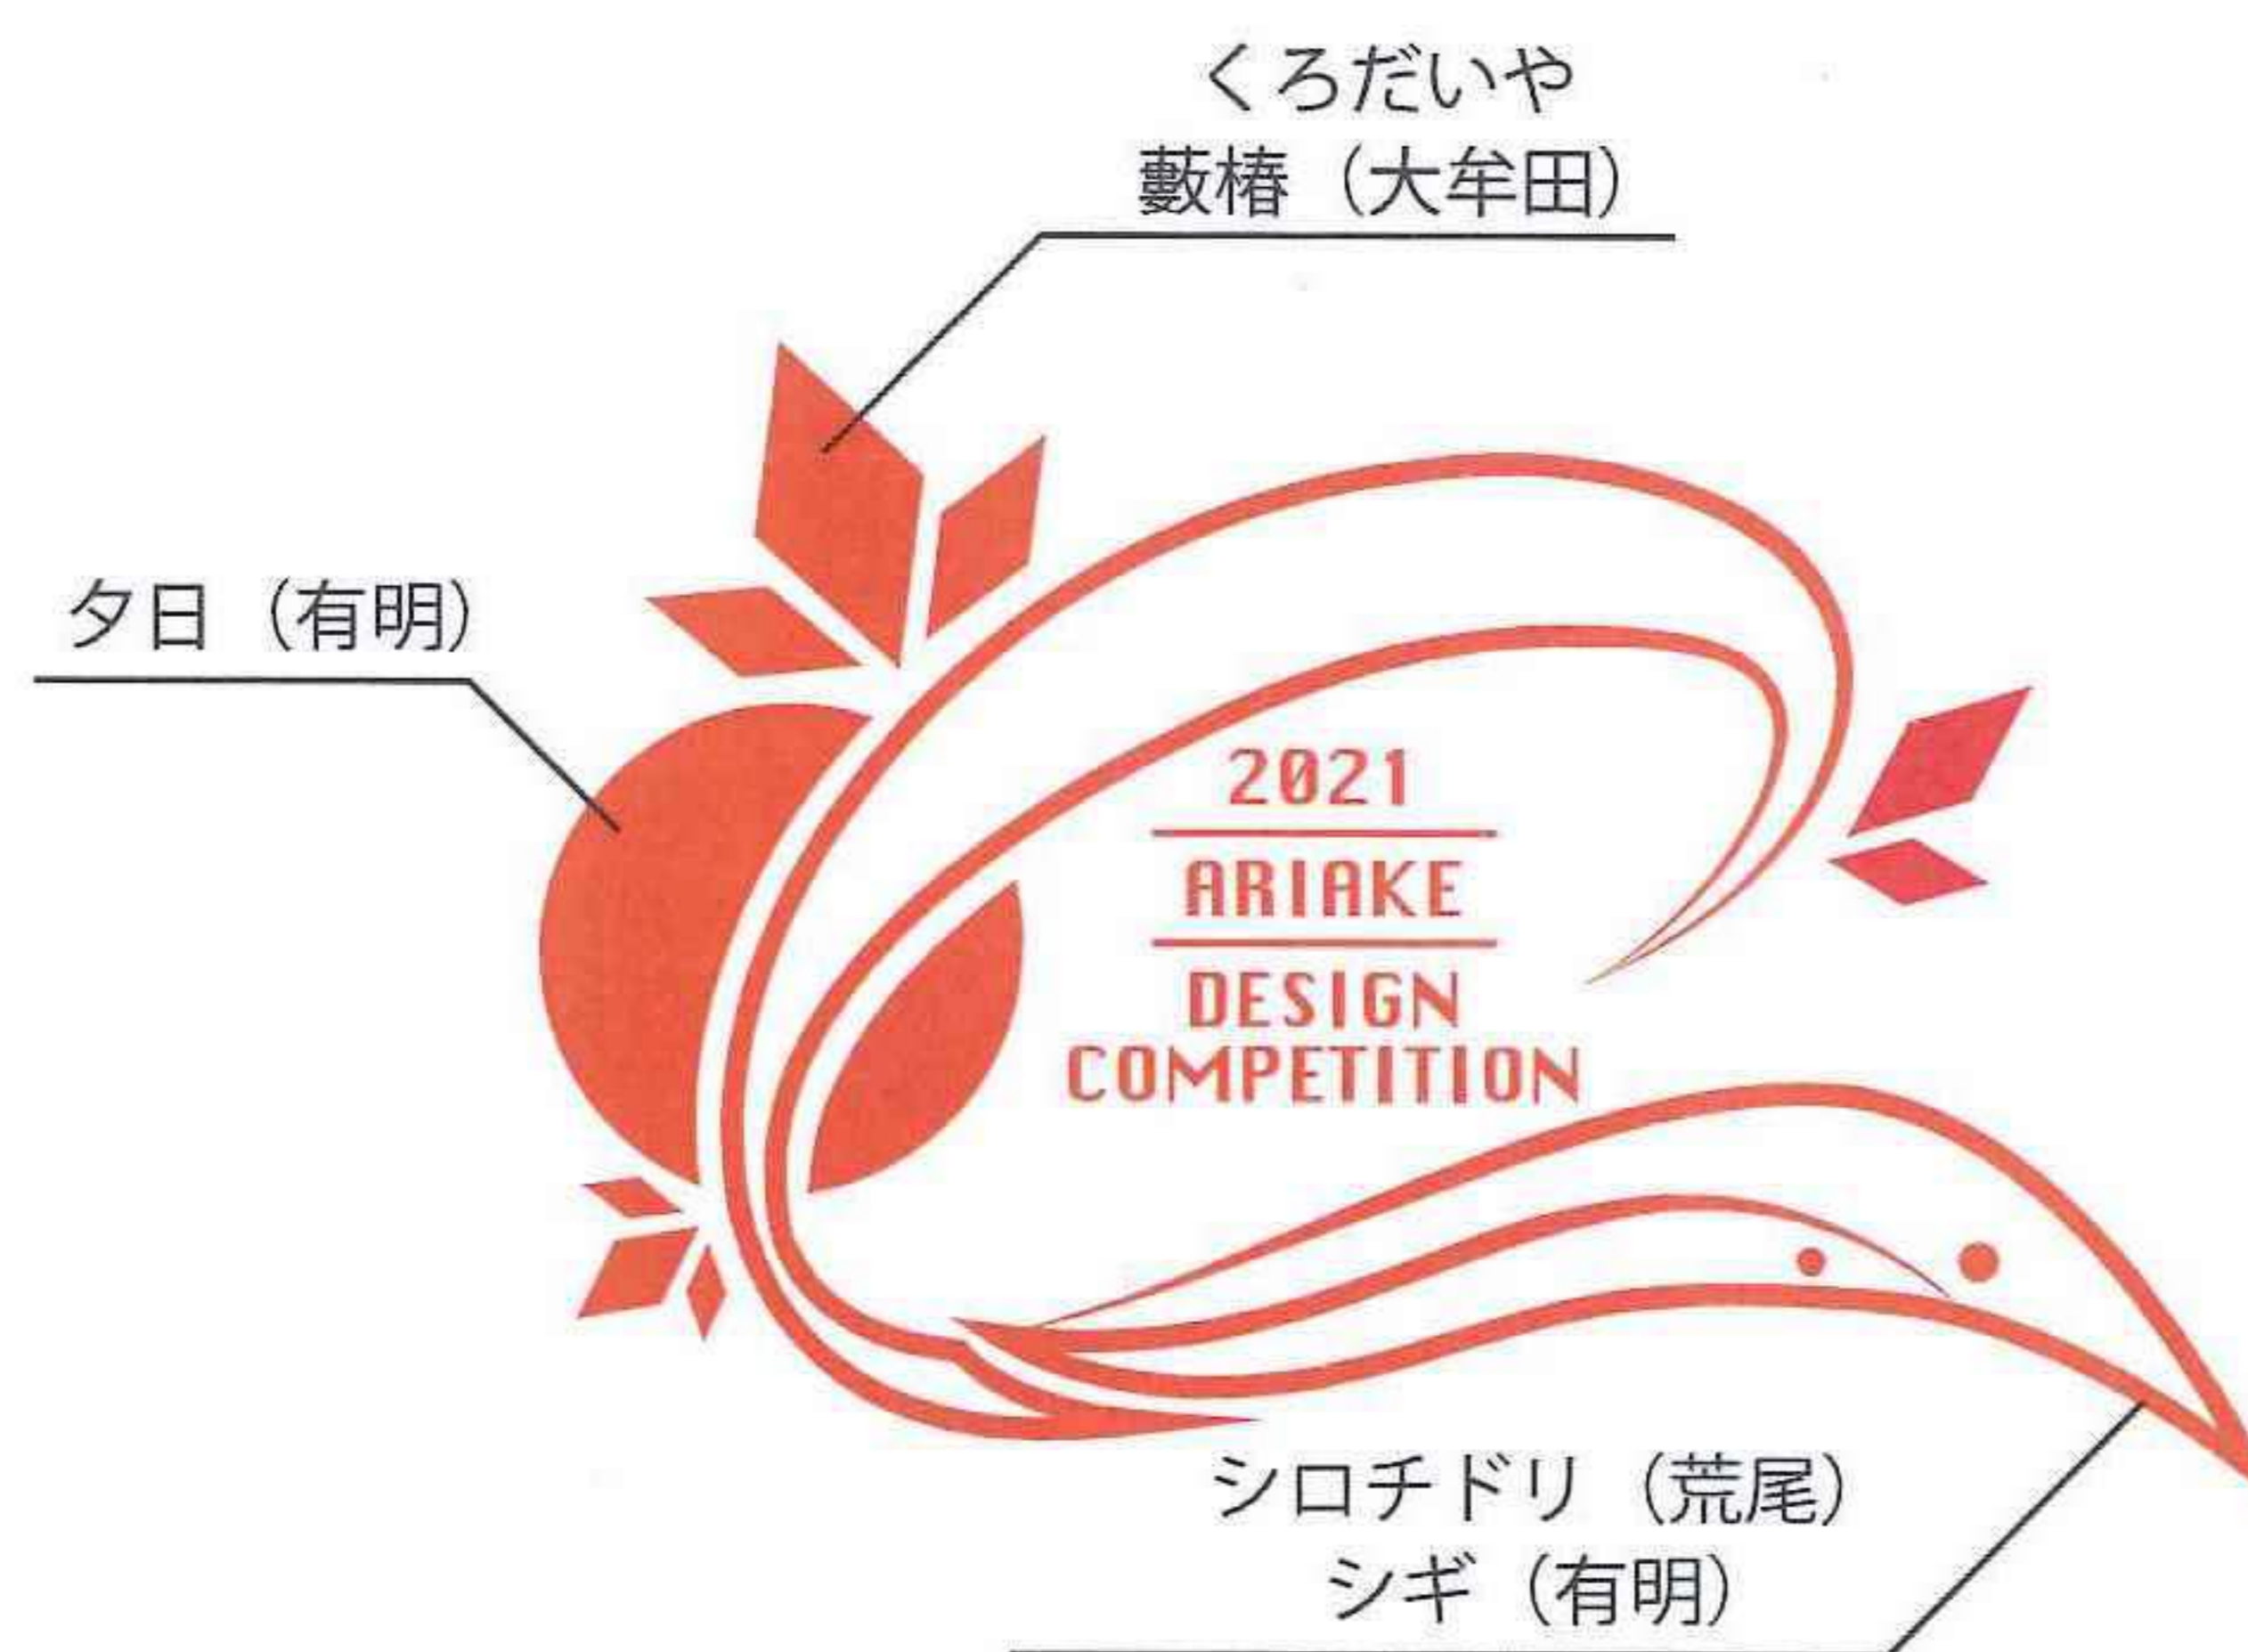 くろだいや
藪椿（大牟田）
夕日（有明）
2021
ARIAKE
DESIGN
COMPETITION
シロチドリ（荒尾）
シギ（有明）